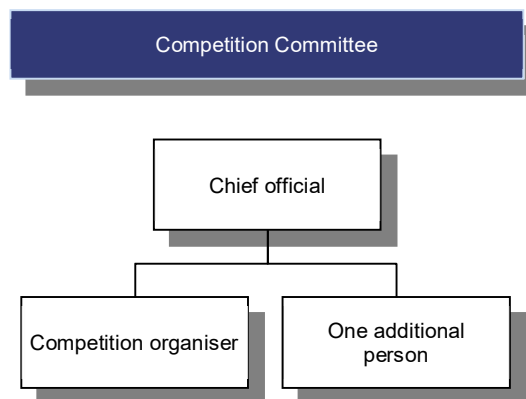 Competition Committee
Chief official
Competition organiser
One additional
person